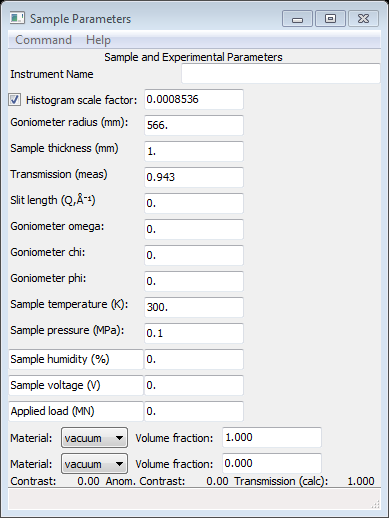 Sample Parameters
Command Help
Sample and Experimental Parameters
Instrument Name
Histogram scale factor: 0.0008536
Goniometer radius (mm): 566.
Sample thickness (mm) 1.
Transmission (meas) 0.943
Slit length (Q,Å⁻¹) 0.
Goniometer omega: 0.
Goniometer chi: 0.
Goniometer phi: 0.
Sample temperature (K): 300.
Sample pressure (MPa): 0.1
Sample humidity (%) 0.
Sample voltage (V) 0.
Applied load (MN) 0.
Material: vacuum Volume fraction: 1.000
Material: vacuum Volume fraction: 0.000
Contrast: 0.00 Anom. Contrast: 0.00 Transmission (calc): 1.000